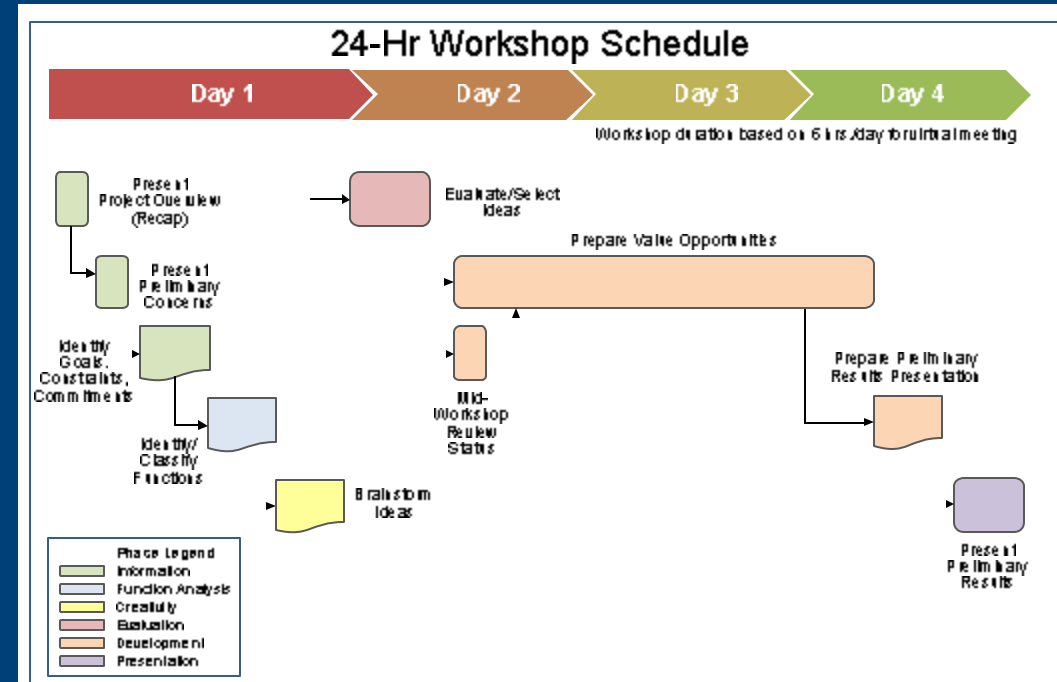 24-Hr Workshop Schedule
Day 1
Day 2
Day 3
Day 4
Workshop duration based on 6 hrs./day for virtual meeting
Present
Project Overview
(Recap)
Evaluate/Select
Ideas
Prepare Value Opportunities
Present
Preliminary
Concerns
Identify
Goals,
Constraints,
Commitments
Prepare Preliminary
Results Presentation
Mid-
Workshop
Review
Status
Identify/
Classify
Functions
Brainstorm
Ideas
Present
Preliminary
Results
Phase Legend
Information
Function Analysis
Creativity
Evaluation
Development
Presentation